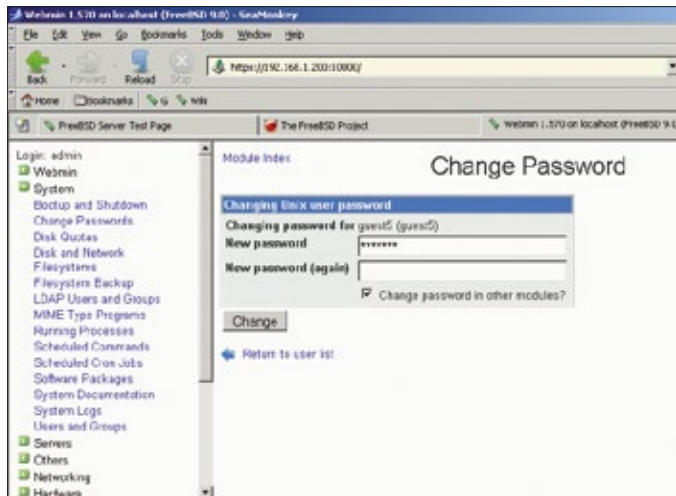 Webmin 1.570 on localhost (FreeBSD 9.0) - SeaMonkey
File Edit View Go Bookmarks Tools Window Help
Back Forward Reload Stop
https://192.168.1.200:10000/
Home Bookmarks G Wiki
FreeBSD Server Test Page
The FreeBSD Project
Webmin 1.570 on localhost (FreeBSD 9.0
Login: admin
Webmin
System
Bootup and Shutdown
Change Passwords
Disk Quotas
Disk and Network
Filesystems
Filesystem Backup
LDAP Users and Groups
MIME Type Programs
Running Processes
Scheduled Commands
Scheduled Cron Jobs
Software Packages
System Documentation
System Logs
Users and Groups
Servers
Others
Networking
Hardware
Module Index
Change Password
Changing Unix user password
Changing password for guest5 (guest5)
New password *******
New password (again)
Change password in other modules?
Change
Return to user list